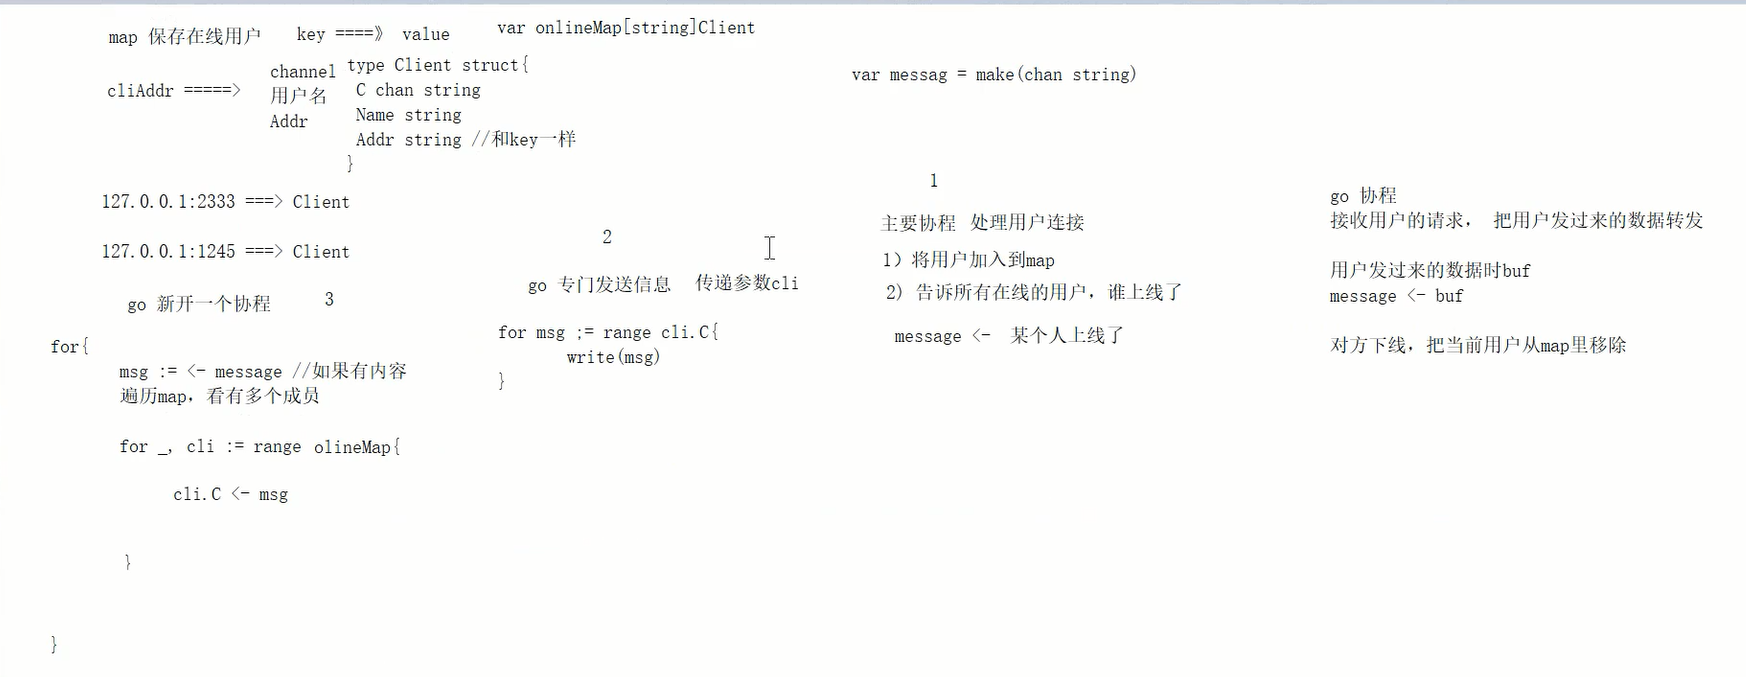 map 保存在线用户 key ====》 value
var onlineMap[string]Client
cliAddr =====>
channel
用户名
Addr
type Client struct{
C chan string
Name string
Addr string //和key一样
}
var messag = make(chan string)
127.0.0.1:2333 ===> Client
127.0.0.1:1245 ===> Client
go 新开一个协程 3
for{
msg := <- message //如果有内容
遍历map，看有多个成员
for _, cli := range olineMap{
cli.C <- msg
}
}
2
go 专门发送信息 传递参数cli
for msg ;= range cli.C{
write(msg)
}
1
主要协程 处理用户连接
1）将用户加入到map
2) 告诉所有在线的用户，谁上线了
message <- 某个人上线了
go 协程
接收用户的请求， 把用户发过来的数据转发
用户发过来的数据时buf
message <- buf
对方下线，把当前用户从map里移除